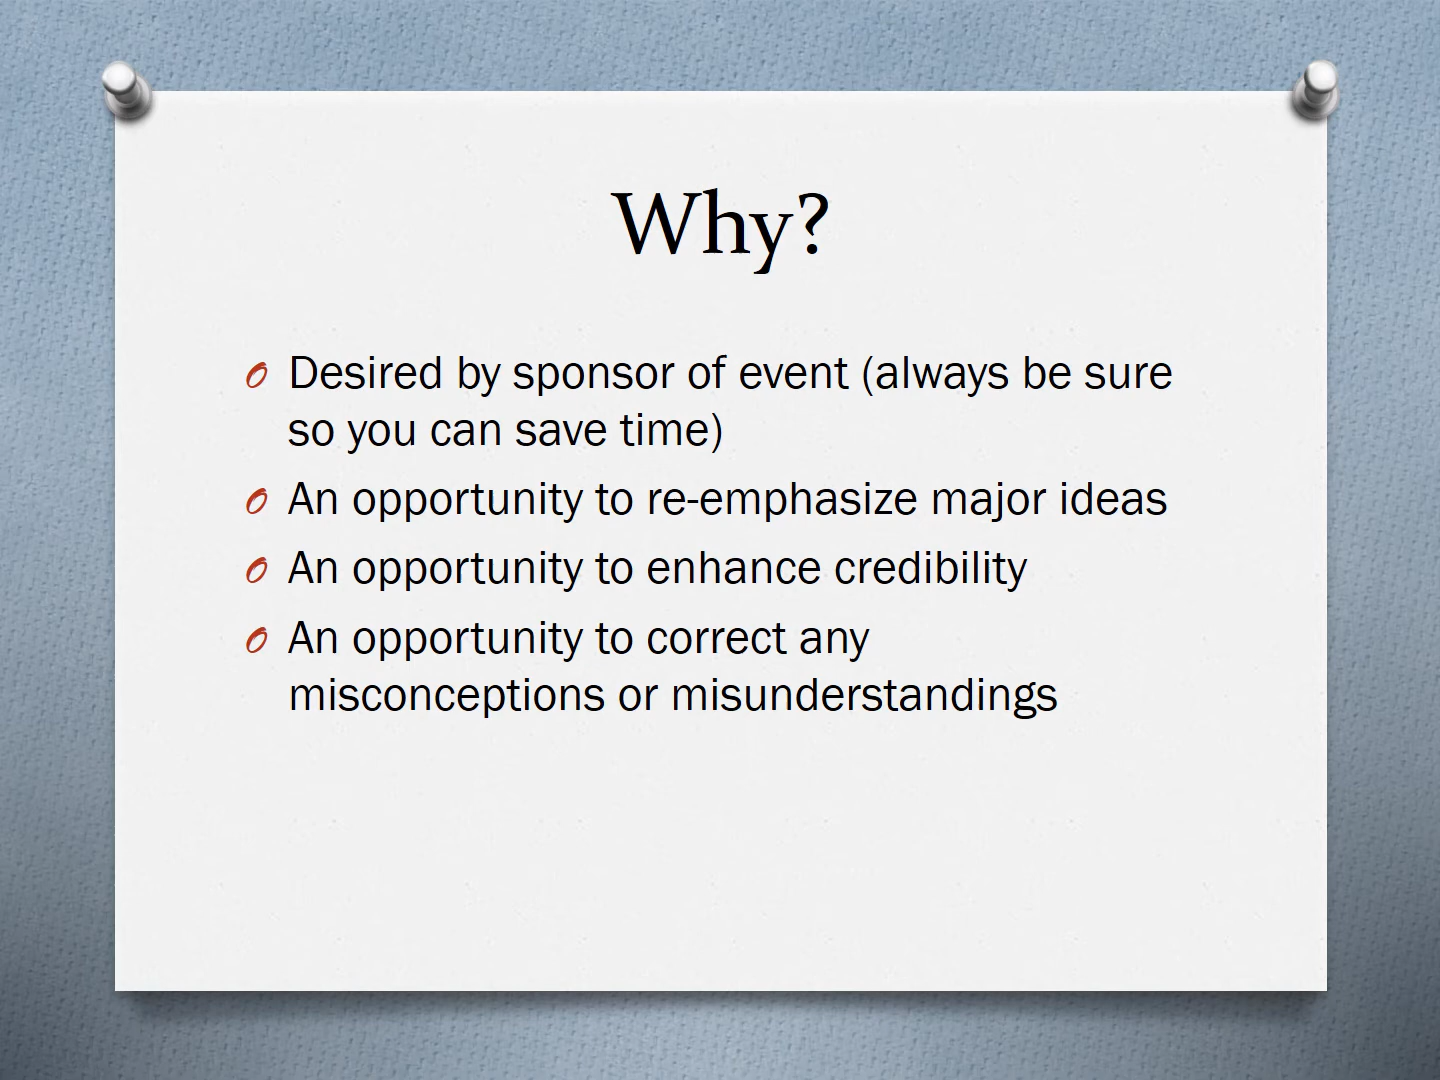 Why?
Desired by sponsor of event (always be sure
so you can save time)
An opportunity to re-emphasize major ideas
An opportunity to enhance credibility
An opportunity to correct any
misconceptions or misunderstandings